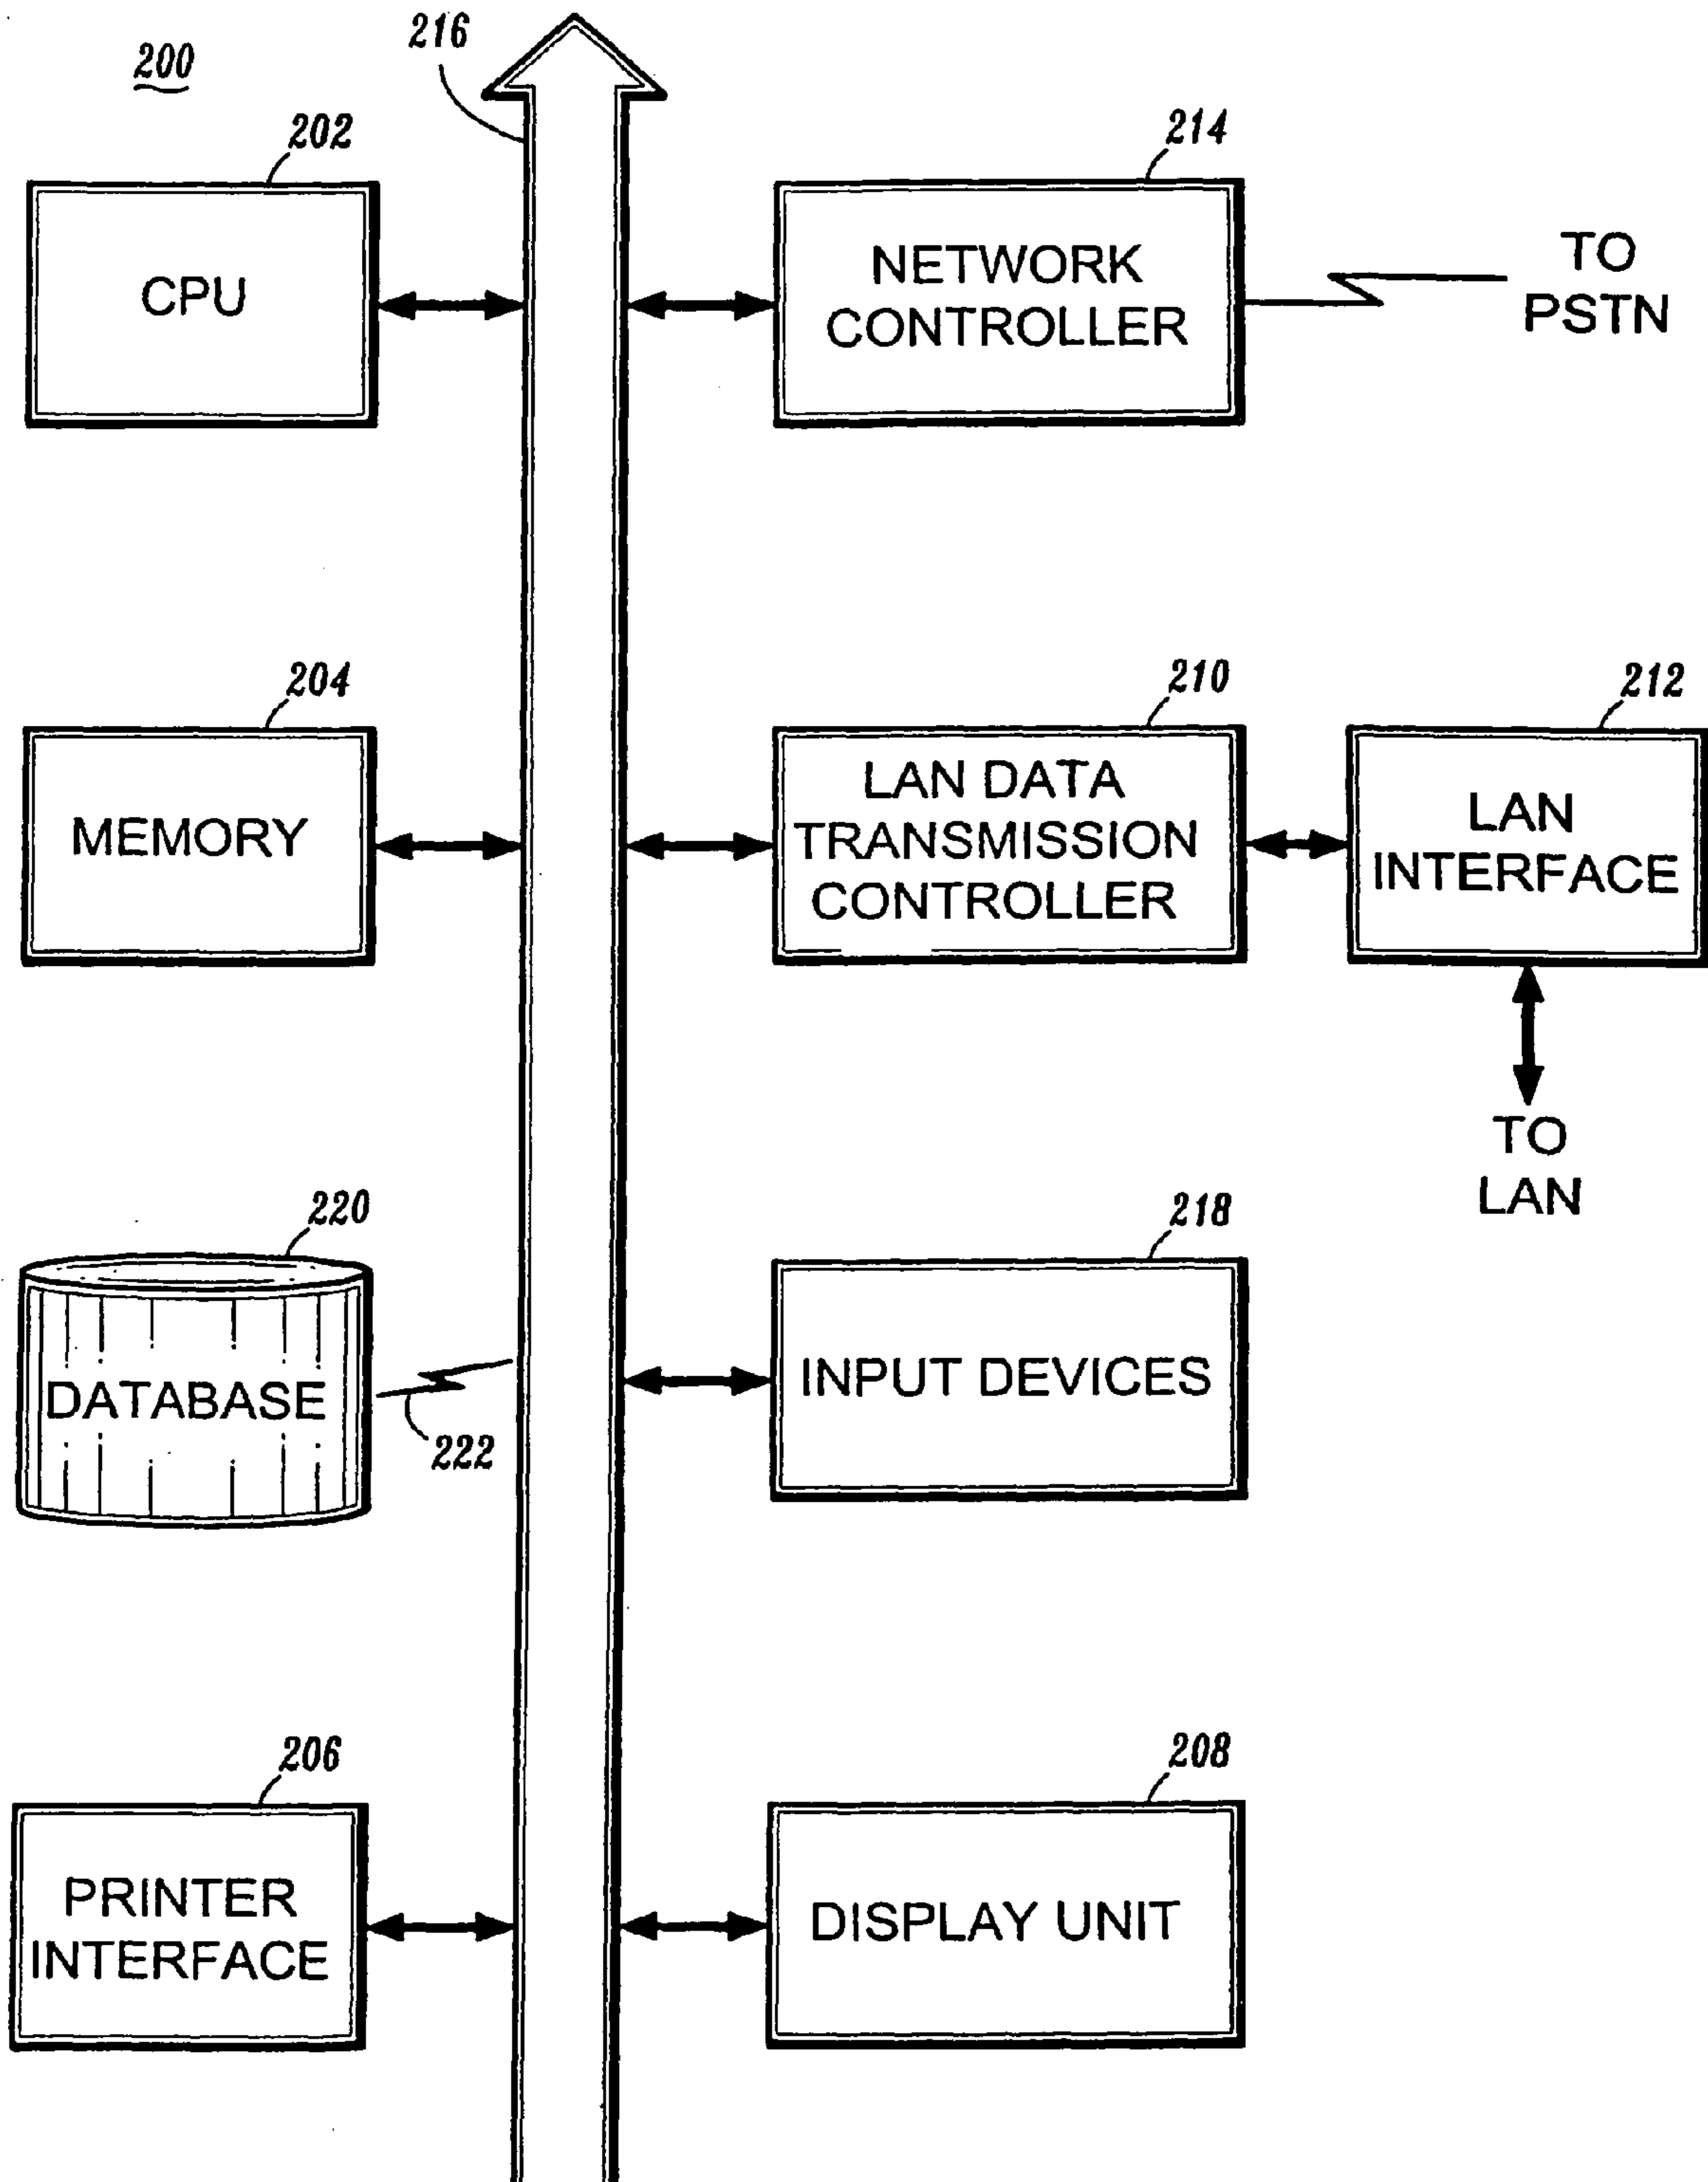 200
216
202
CPU
214
NETWORK
CONTROLLER
TO
PSTN
204
MEMORY
210
LAN DATA
TRANSMISSION
CONTROLLER
212
LAN
INTERFACE
TO
LAN
220
DATABASE
222
218
INPUT DEVICES
206
PRINTER
INTERFACE
208
DISPLAY UNIT